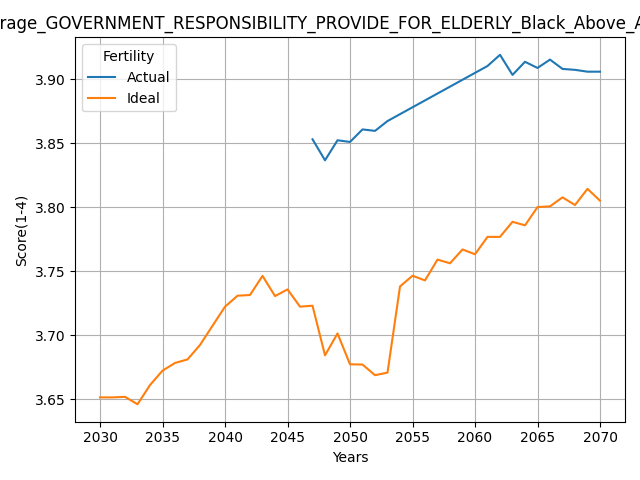 rage_GOVERNMENT_RESPONSIBILITY_PROVIDE_FOR_ELDERLY_Black_Above_A
Fertility
Actual
Ideal
3.90
3.85
3.80
3.75
3.70
3.65
Score(1-4)
2030 2035 2040 2045 2050 2055 2060 2065 2070
Years